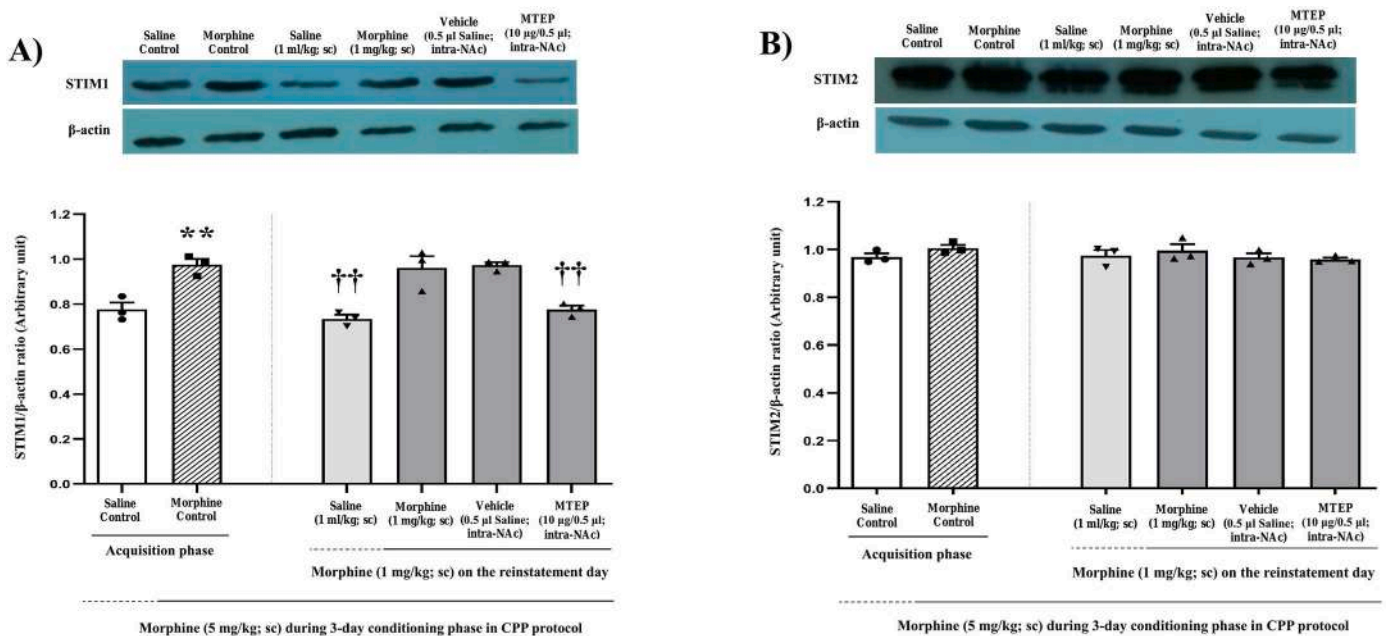 A)
Saline
Control
Morphine
Control
Saline
(1 ml/kg; sc)
Morphine
(1 mg/kg; sc)
Vehicle
(0.5 µl Saline;
intra-NAc)
MTEP
(10 µg/0.5 µl;
intra-NAc)
STIM1
β-actin
STIM1/β-actin ratio (Arbitrary unit)
1.2
1.0
0.8
0.6
0.4
0.2
0.0
**
††
††
Saline
Control
Morphine
Control
Saline
(1 ml/kg; sc)
Morphine
(1 mg/kg; sc)
Vehicle
(0.5 µl Saline;
intra-NAc)
MTEP
(10 µg/0.5 µl;
intra-NAc)
Acquisition phase
Morphine (1 mg/kg; sc) on the reinstatement day
Morphine (5 mg/kg; sc) during 3-day conditioning phase in CPP protocol
B)
Saline
Control
Morphine
Control
Saline
(1 ml/kg; sc)
Morphine
(1 mg/kg; sc)
Vehicle
(0.5 µl Saline;
intra-NAc)
MTEP
(10 µg/0.5 µl;
intra-NAc)
STIM2
β-actin
STIM2/β-actin ratio (Arbitrary unit)
1.2
1.0
0.8
0.6
0.4
0.2
0.0
Saline
Control
Morphine
Control
Saline
(1 ml/kg; sc)
Morphine
(1 mg/kg; sc)
Vehicle
(0.5 µl Saline;
intra-NAc)
MTEP
(10 µg/0.5 µl;
intra-NAc)
Acquisition phase
Morphine (1 mg/kg; sc) on the reinstatement day
Morphine (5 mg/kg; sc) during 3-day conditioning phase in CPP protocol